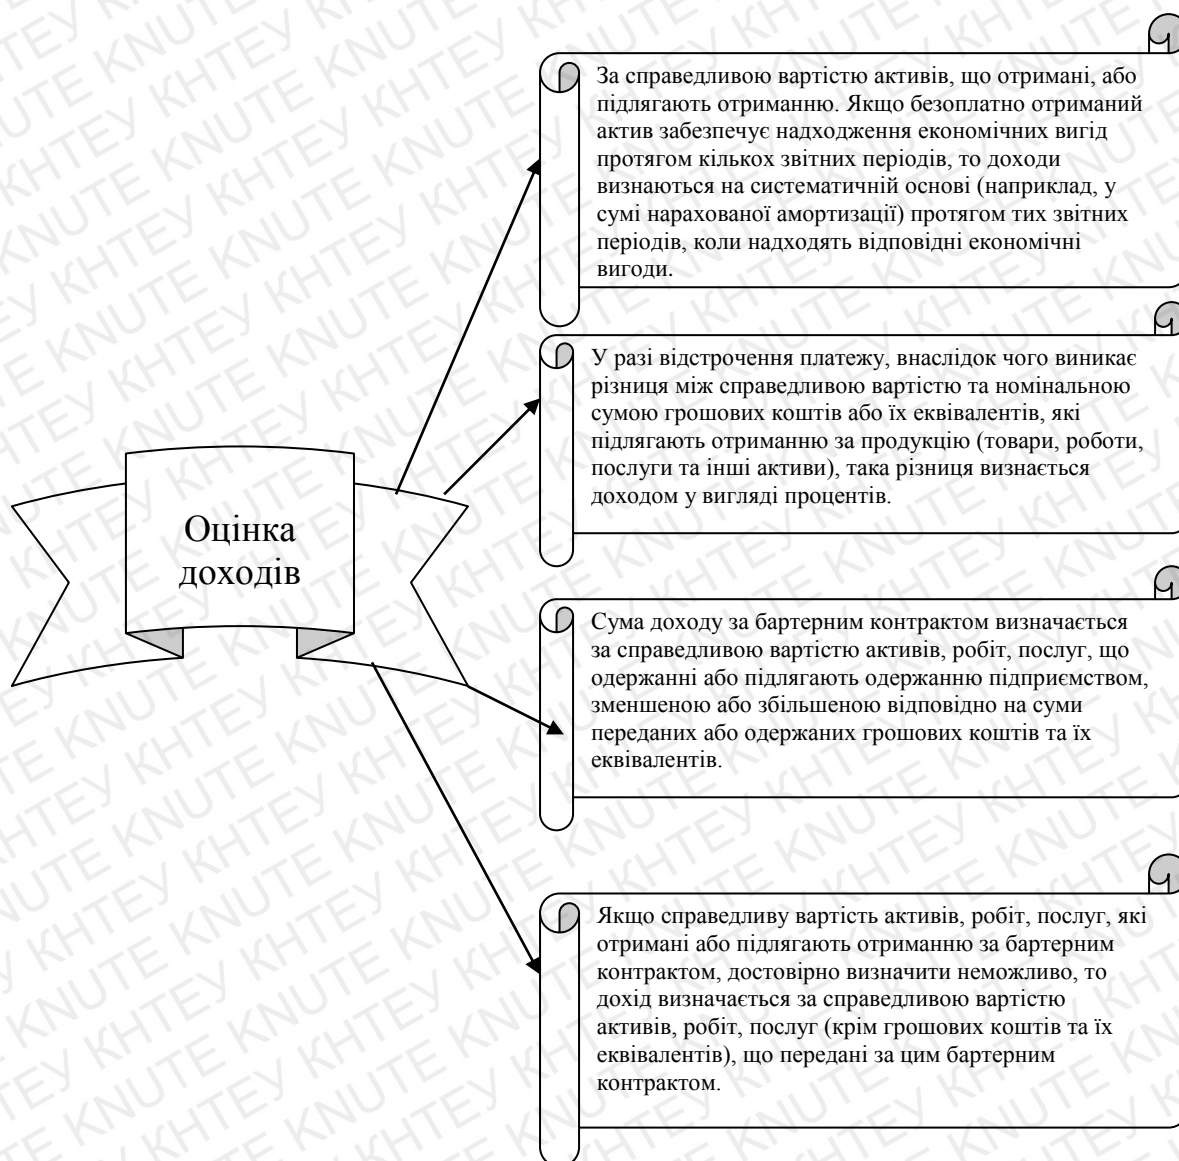 За справедливою вартістю активів, що отримані, або
підлягають отриманню. Якщо безоплатно отриманий
актив забезпечує надходження економічних вигід
протягом кількох звітних періодів, то доходи
визнаються на систематичній основі (наприклад, у
сумі нарахованої амортизації) протягом тих звітних
періодів, коли надходять відповідні економічні
вигоди.
У разі відстрочення платежу, внаслідок чого виникає
різниця між справедливою вартістю та номінальною
сумою грошових коштів або їх еквівалентів, які
підлягають отриманню за продукцію (товари, роботи,
послуги та інші активи), така різниця визнається
доходом у вигляді процентів.
Оцінка
доходів
Сума доходу за бартерним контрактом визначається
за справедливою вартістю активів, робіт, послуг, що
одержанні або підлягають одержанню підприємством,
зменшеною або збільшеною відповідно на суми
переданих або одержаних грошових коштів та їх
еквівалентів.
Якщо справедливу вартість активів, робіт, послуг, які
отримані або підлягають отриманню за бартерним
контрактом, достовірно визначити неможливо, то
дохід визначається за справедливою вартістю
активів, робіт, послуг (крім грошових коштів та їх
еквівалентів), що передані за цим бартерним
контрактом.